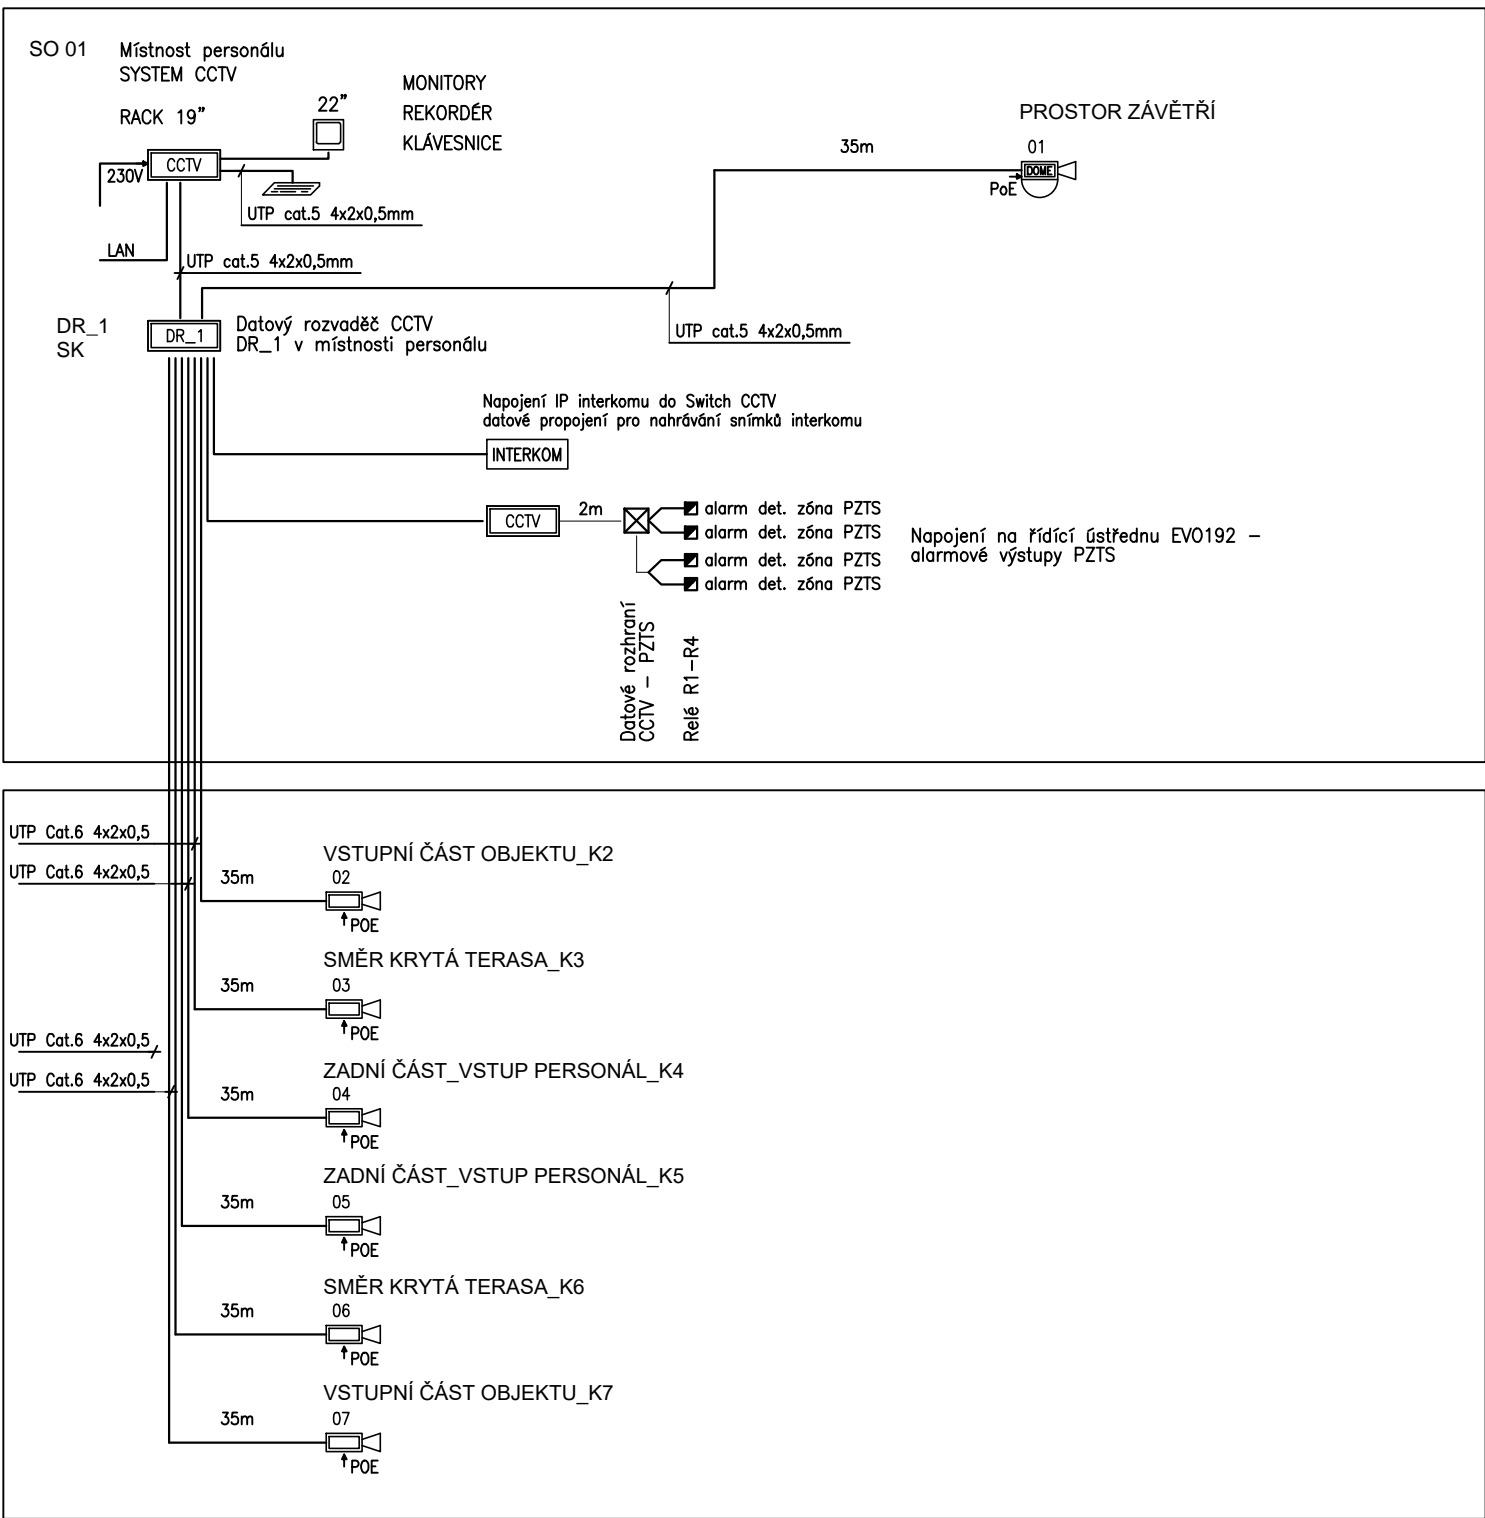 SO 01
Místnost personálu
SYSTEM CCTV
RACK 19"
22"
MONITORY
REKORDÉR
KLÁVESNICE
CCTV
230V
UTP cat.5 4x2x0,5mm
LAN
UTP cat.5 4x2x0,5mm
PROSTOR ZÁVĚTŘÍ
35m
01
DOME
PoE
DR_1
SK
DR_1
Datový rozvaděč CCTV
DR_1 v místnosti personálu
UTP cat.5 4x2x0,5mm
Napojení IP interkomu do Switch CCTV
datové propojení pro nahrávání snímků interkomu
INTERKOM
CCTV
2m
alarm det. zóna PZTS
alarm det. zóna PZTS
alarm det. zóna PZTS
alarm det. zóna PZTS
Napojení na řídící ústřednu EVO192 –
alarmové výstupy PZTS
Datové rozhraní
CCTV – PZTS
Relé R1–R4
UTP Cat.6 4x2x0,5
UTP Cat.6 4x2x0,5
VSTUPNÍ ČÁST OBJEKTU_K2
35m
02
POE
SMĚR KRYTÁ TERASA_K3
35m
03
POE
UTP Cat.6 4x2x0,5
UTP Cat.6 4x2x0,5
ZADNÍ ČÁST_VSTUP PERSONÁL_K4
35m
04
POE
ZADNÍ ČÁST_VSTUP PERSONÁL_K5
35m
05
POE
SMĚR KRYTÁ TERASA_K6
35m
06
POE
VSTUPNÍ ČÁST OBJEKTU_K7
35m
07
POE